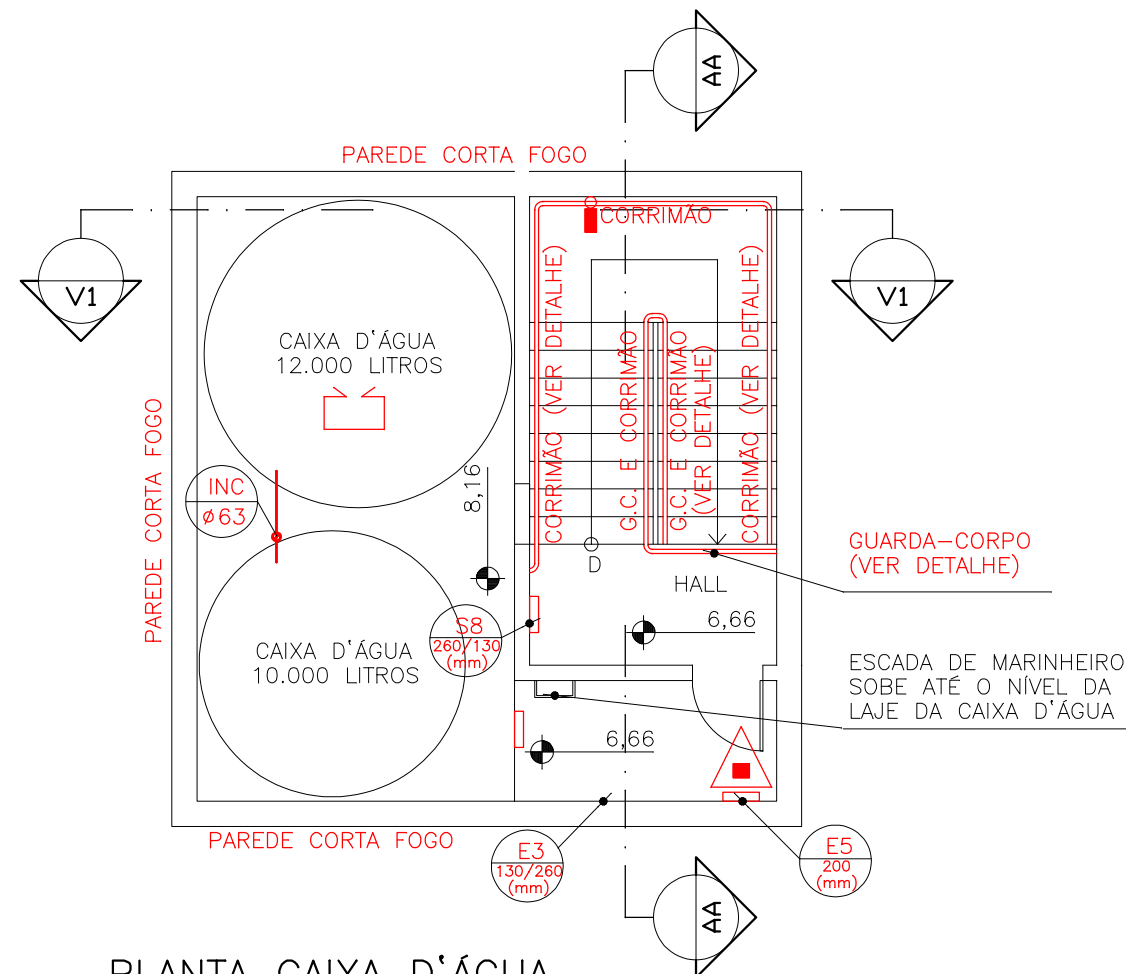 AA
PAREDE CORTA FOGO
CORRIMÃO
V1
V1
CAIXA D'ÁGUA
12.000 LITROS
CORRIMÃO (VER DETALHE)
G.C. E CORRIMÃO
G.C. E CORRIMÃO
(VER DETALHE)
CORRIMÃO (VER DETALHE)
PAREDE CORTA FOGO
INC
ø63
8,16
D
HALL
GUARDA-CORPO
(VER DETALHE)
S8
260/130
(mm)
6,66
CAIXA D'ÁGUA
10.000 LITROS
ESCADA DE MARINHEIRO
SOBE ATÉ O NÍVEL DA
LAJE DA CAIXA D'ÁGUA
6,66
PAREDE CORTA FOGO
E3
130/260
(mm)
E5
200
(mm)
AA
PLANTA CAIXA D'ÁGUA